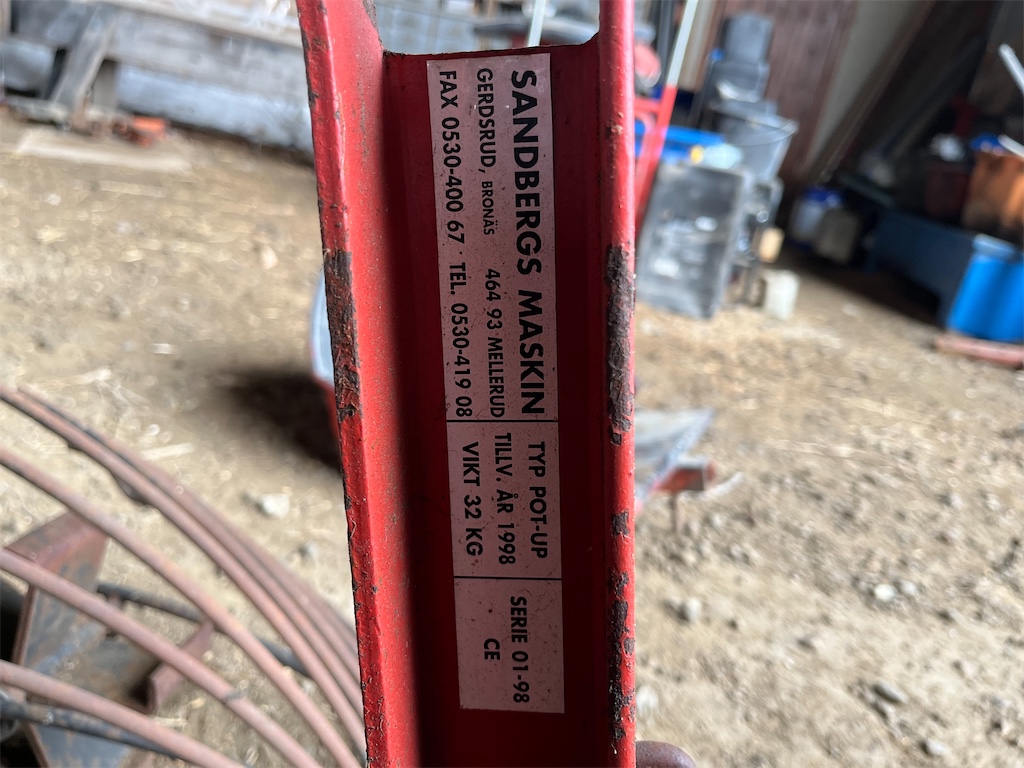 SANDBERGS MASKIN
GERDSRUD, BRONÄS 464 93 MELLERUD
FAX 0530-400 67 TEL. 0530-419 08
TYP POT-UP
TILLV. ÅR 1998
VIKT 32 KG
SERIE 01-98
CE